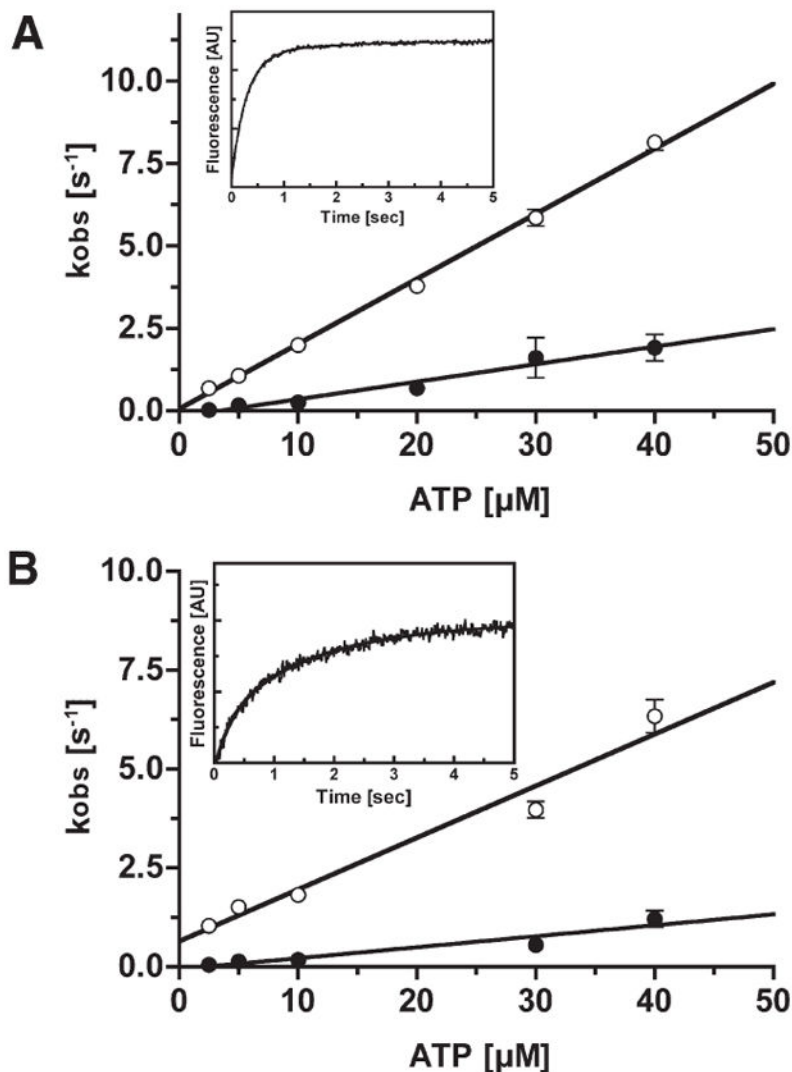 A
kobs [s-1]
10.0
7.5
5.0
2.5
0.0
0 10 20 30 40 50
ATP [µM]
Fluorescence [AU]
0 1 2 3 4 5
Time [sec]
B
kobs [s-1]
10.0
7.5
5.0
2.5
0.0
0 10 20 30 40 50
ATP [µM]
Fluorescence [AU]
0 1 2 3 4 5
Time [sec]